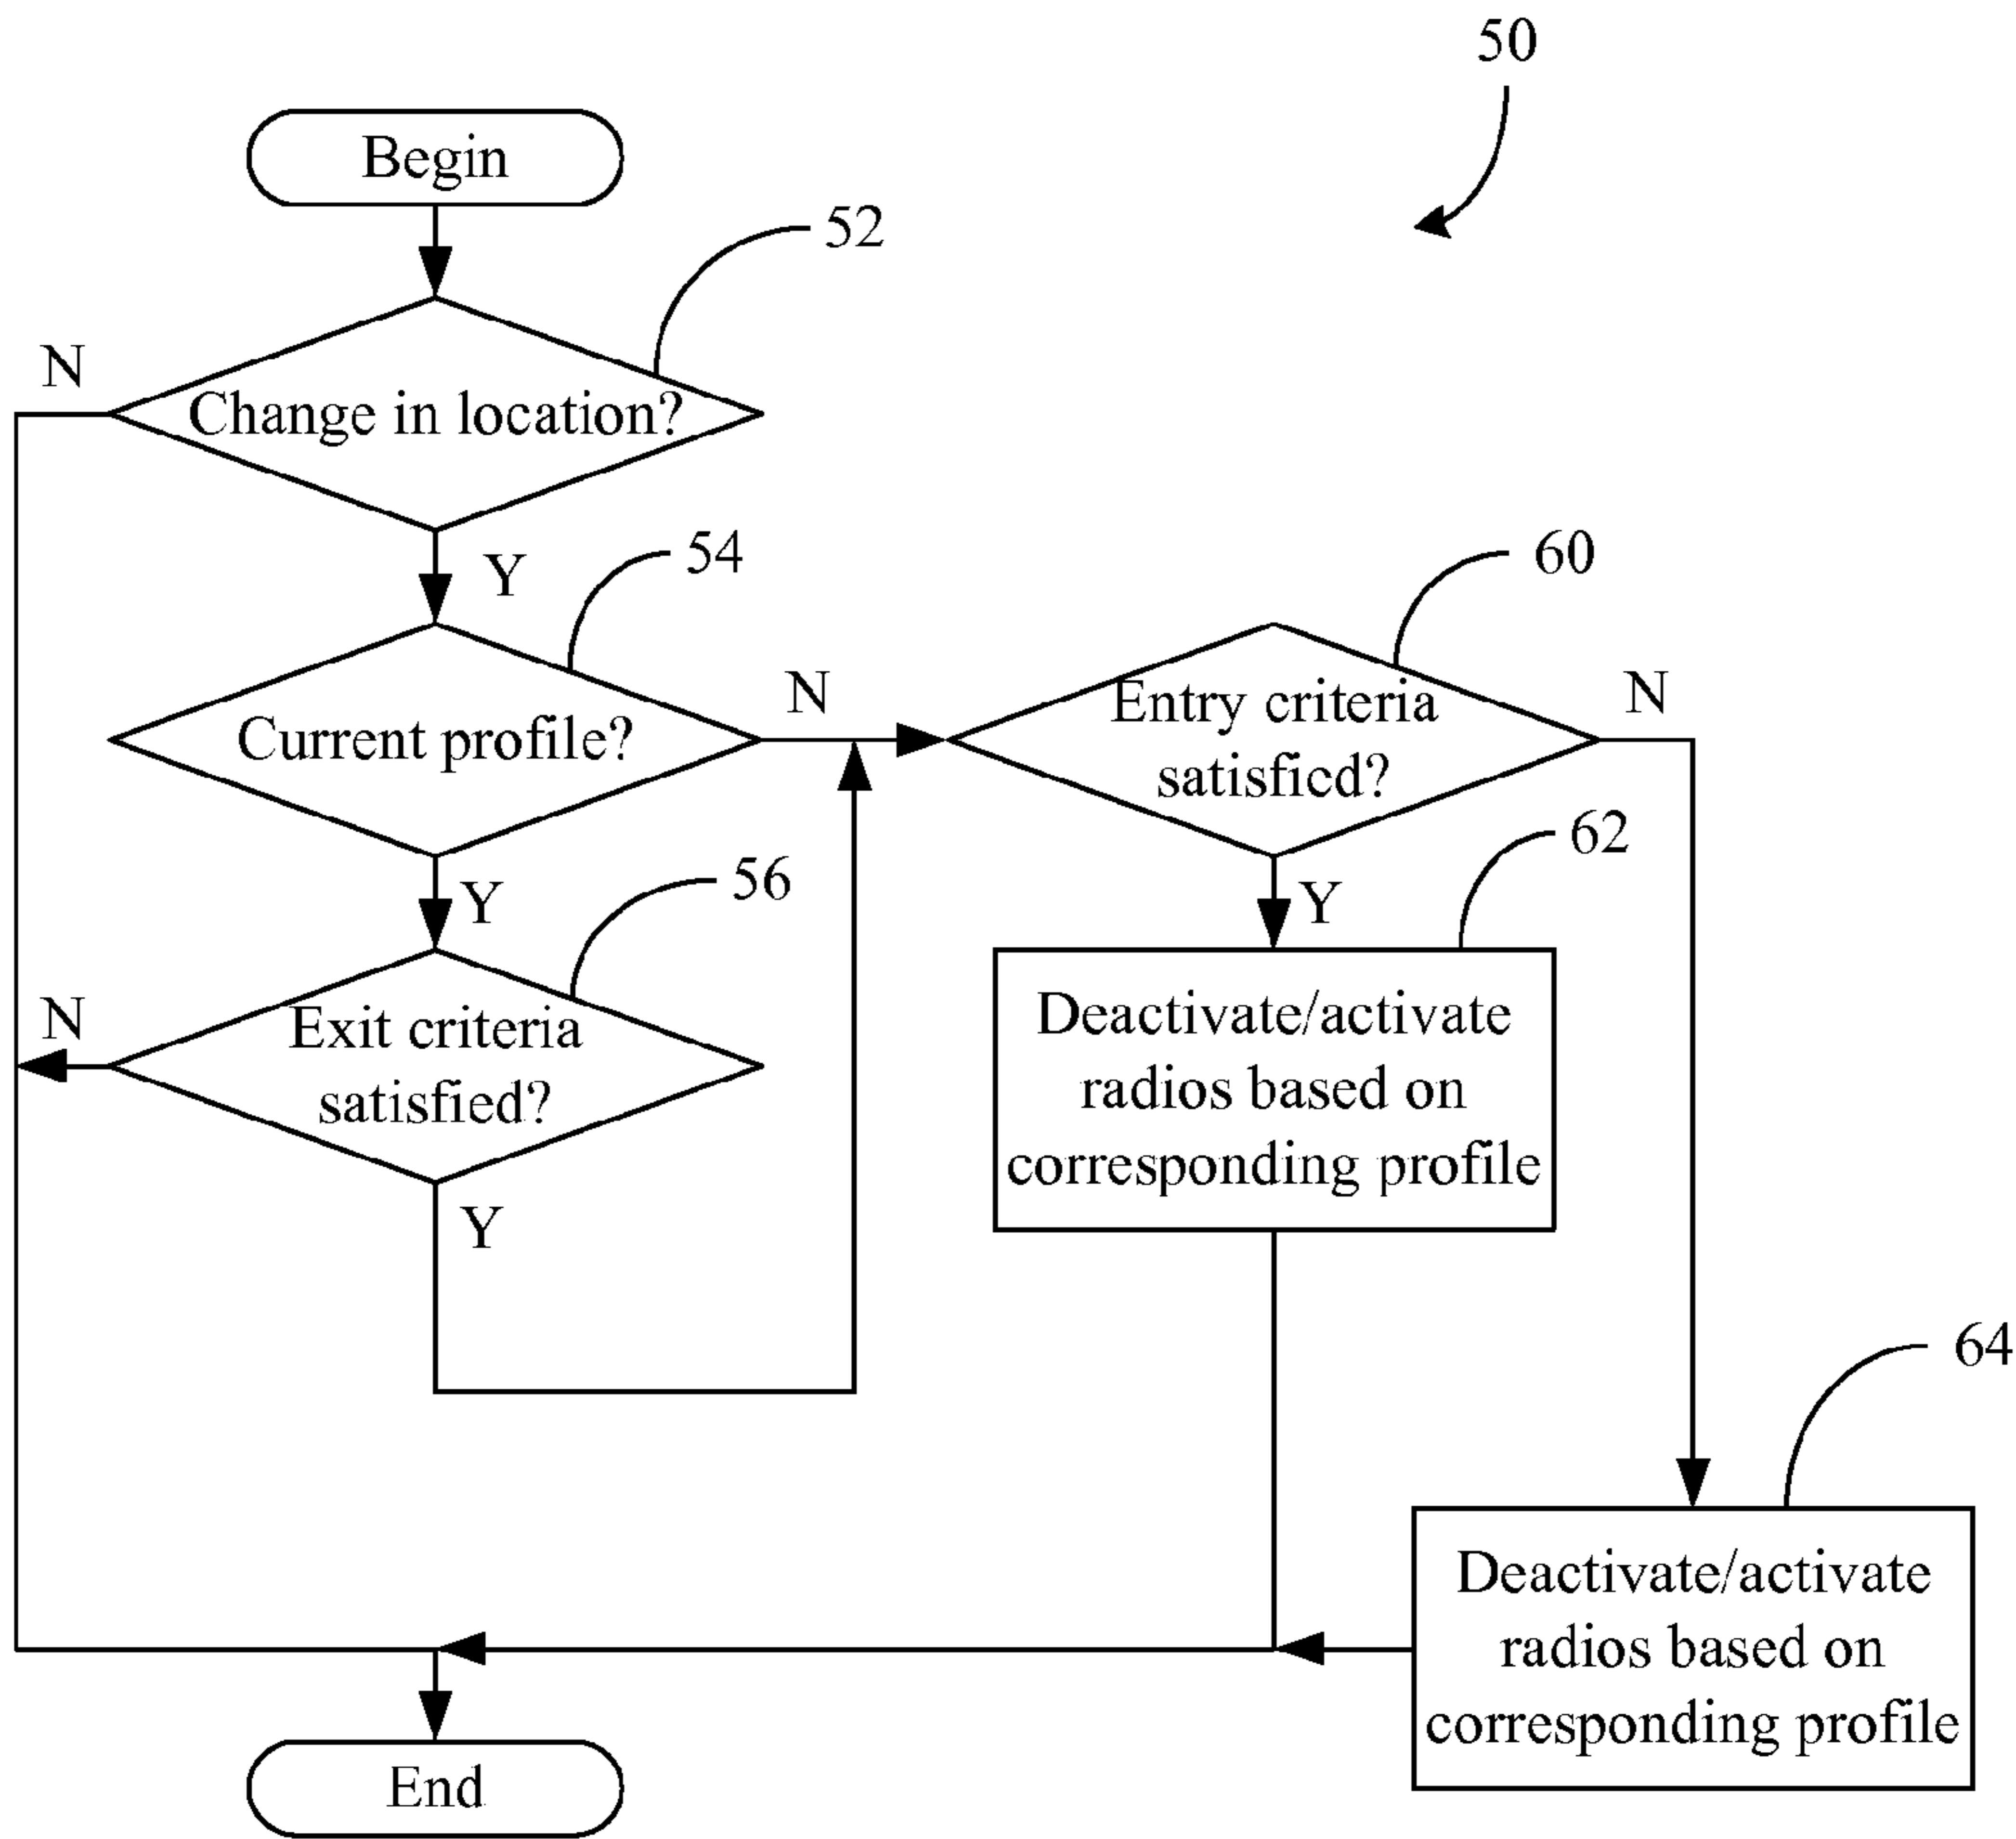 50
Begin
52
N
Change in location?
Y
54
60
N
N
Current profile?
Entry criteria
satisfied?
62
Y
56
Y
N
Exit criteria
satisfied?
Deactivate/activate
radios based on
corresponding profile
Y
64
Deactivate/activate
radios based on
corresponding profile
End